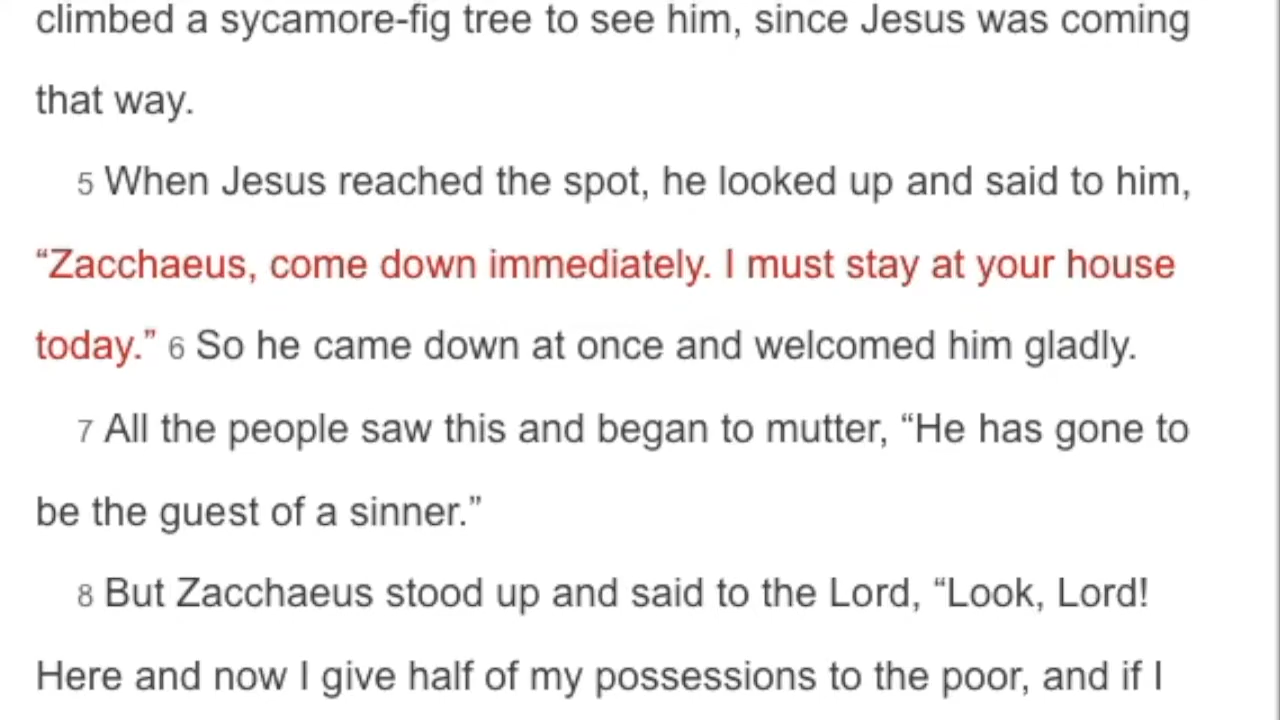 climbed a sycamore-fig tree to see him, since Jesus was coming
that way.
5 When Jesus reached the spot, he looked up and said to him,
“Zacchaeus, come down immediately. I must stay at your house
today.” 6 So he came down at once and welcomed him gladly.
7 All the people saw this and began to mutter, “He has gone to
be the guest of a sinner.”
8 But Zacchaeus stood up and said to the Lord, “Look, Lord!
Here and now I give half of my possessions to the poor, and if I